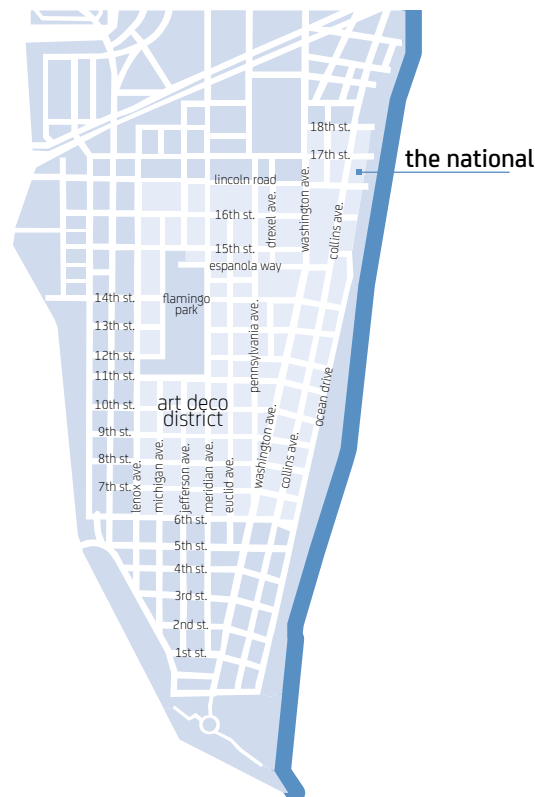 18th st.
17th st.
the national
lincoln road
16th st.
drexel ave.
washington ave.
collins ave.
15th st.
espanola way
14th st.
flamingo
park
13th st.
pennsylvania ave.
12th st.
11th st.
ocean drive
10th st.
art deco
district
9th st.
washington ave.
collins ave.
8th st.
7th st.
lenox ave.
michigan ave.
jefferson ave.
meridian ave.
euclid ave.
6th st.
5th st.
4th st.
3rd st.
2nd st.
1st st.